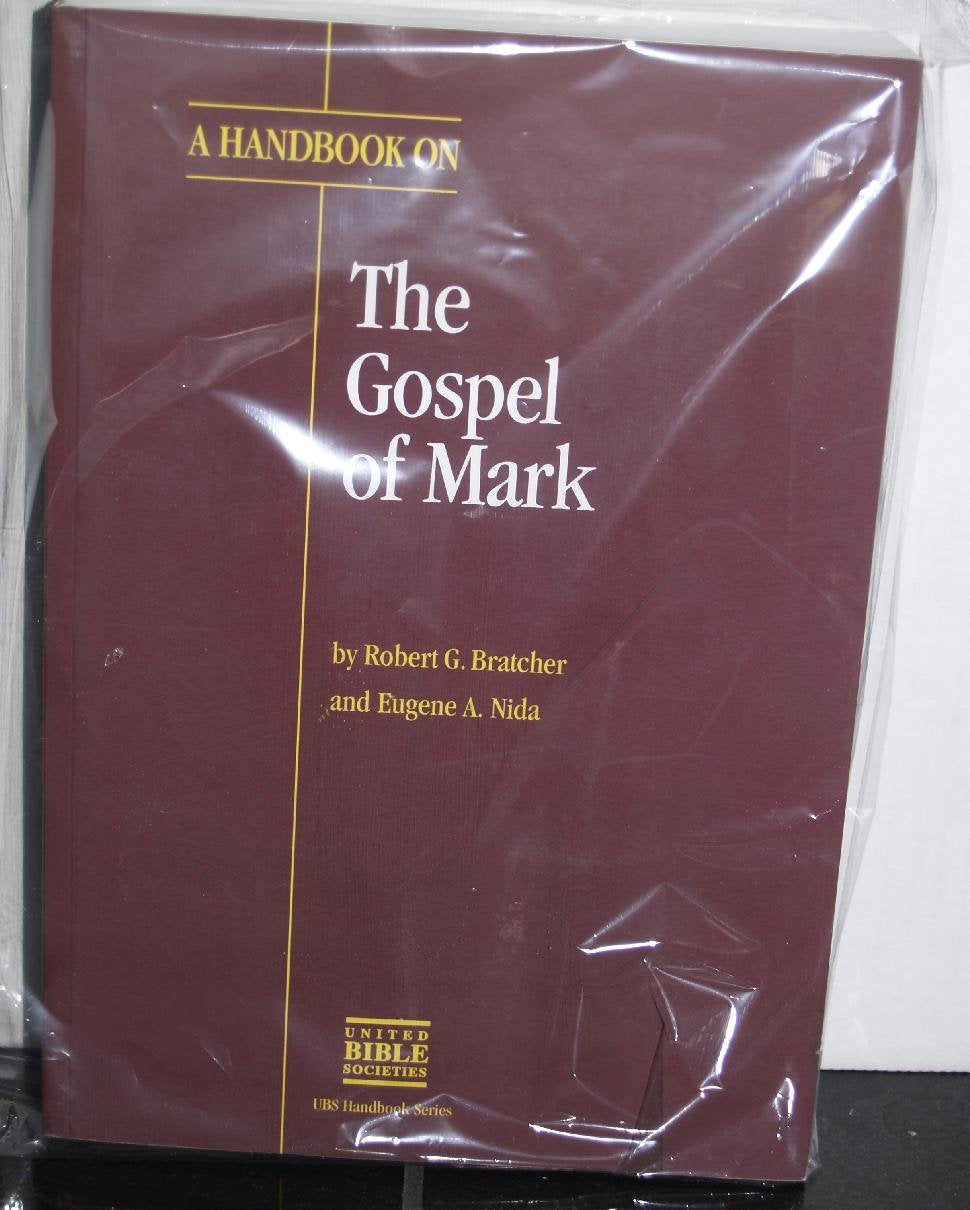 A HANDBOOK ON
The
Gospel
of Mark
by Robert G. Bratcher
and Eugene A. Nida
UNITED
BIBLE
SOCIETIES
UBS Handbook Series